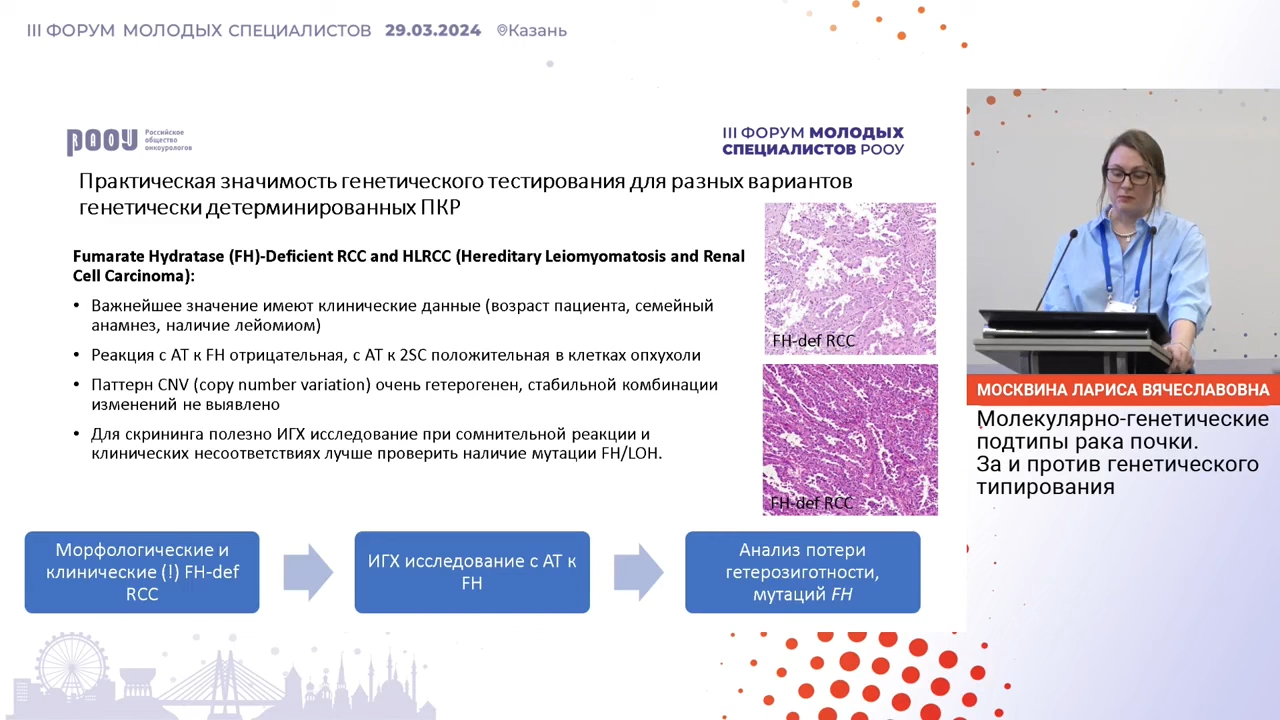 III ФОРУМ МОЛОДЫХ СПЕЦИАЛИСТОВ 29.03.2024 Казань
РООУ
Российское
общество
онкоурологов
III ФОРУМ МОЛОДЫХ
СПЕЦИАЛИСТОВ РООУ
Практическая значимость генетического тестирования для разных вариантов
генетически детерминированных ПКР
Fumarate Hydratase (FH)-Deficient RCC and HLRCC (Hereditary Leiomyomatosis and Renal
Cell Carcinoma):
• Важнейшее значение имеют клинические данные (возраст пациента, семейный
анамнез, наличие лейомиом)
• Реакция с АТ к FH отрицательная, с АТ к 2SC положительная в клетках опхухоли
• Паттерн CNV (copy number variation) очень гетерогенен, стабильной комбинации
изменений не выявлено
• Для скрининга полезно ИГХ исследование при сомнительной реакции и
клинических несоответствиях лучше проверить наличие мутации FH/LOH.
FH-def RCC
FH-def RCC
Морфологические и
клинические (!) FH-def
RCC
ИГХ исследование с АТ к
FH
Анализ потери
гетерозиготности,
мутаций FH
МОСКВИНА ЛАРИСА ВЯЧЕСЛАВОВНА
Молекулярно-генетические
подтипы рака почки.
За и против генетического
типирования